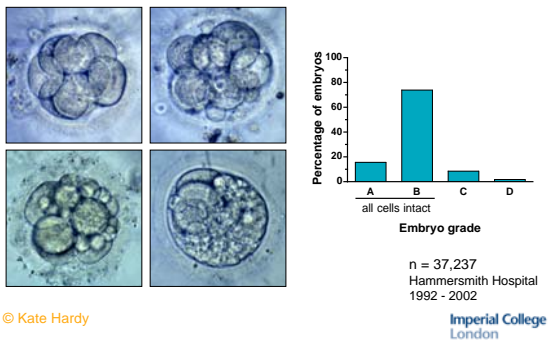 Percentage of embryos
100
80
60
40
20
0
A B C D
all cells intact
Embryo grade
n = 37,237
Hammersmith Hospital
1992 - 2002
© Kate Hardy
Imperial College
London